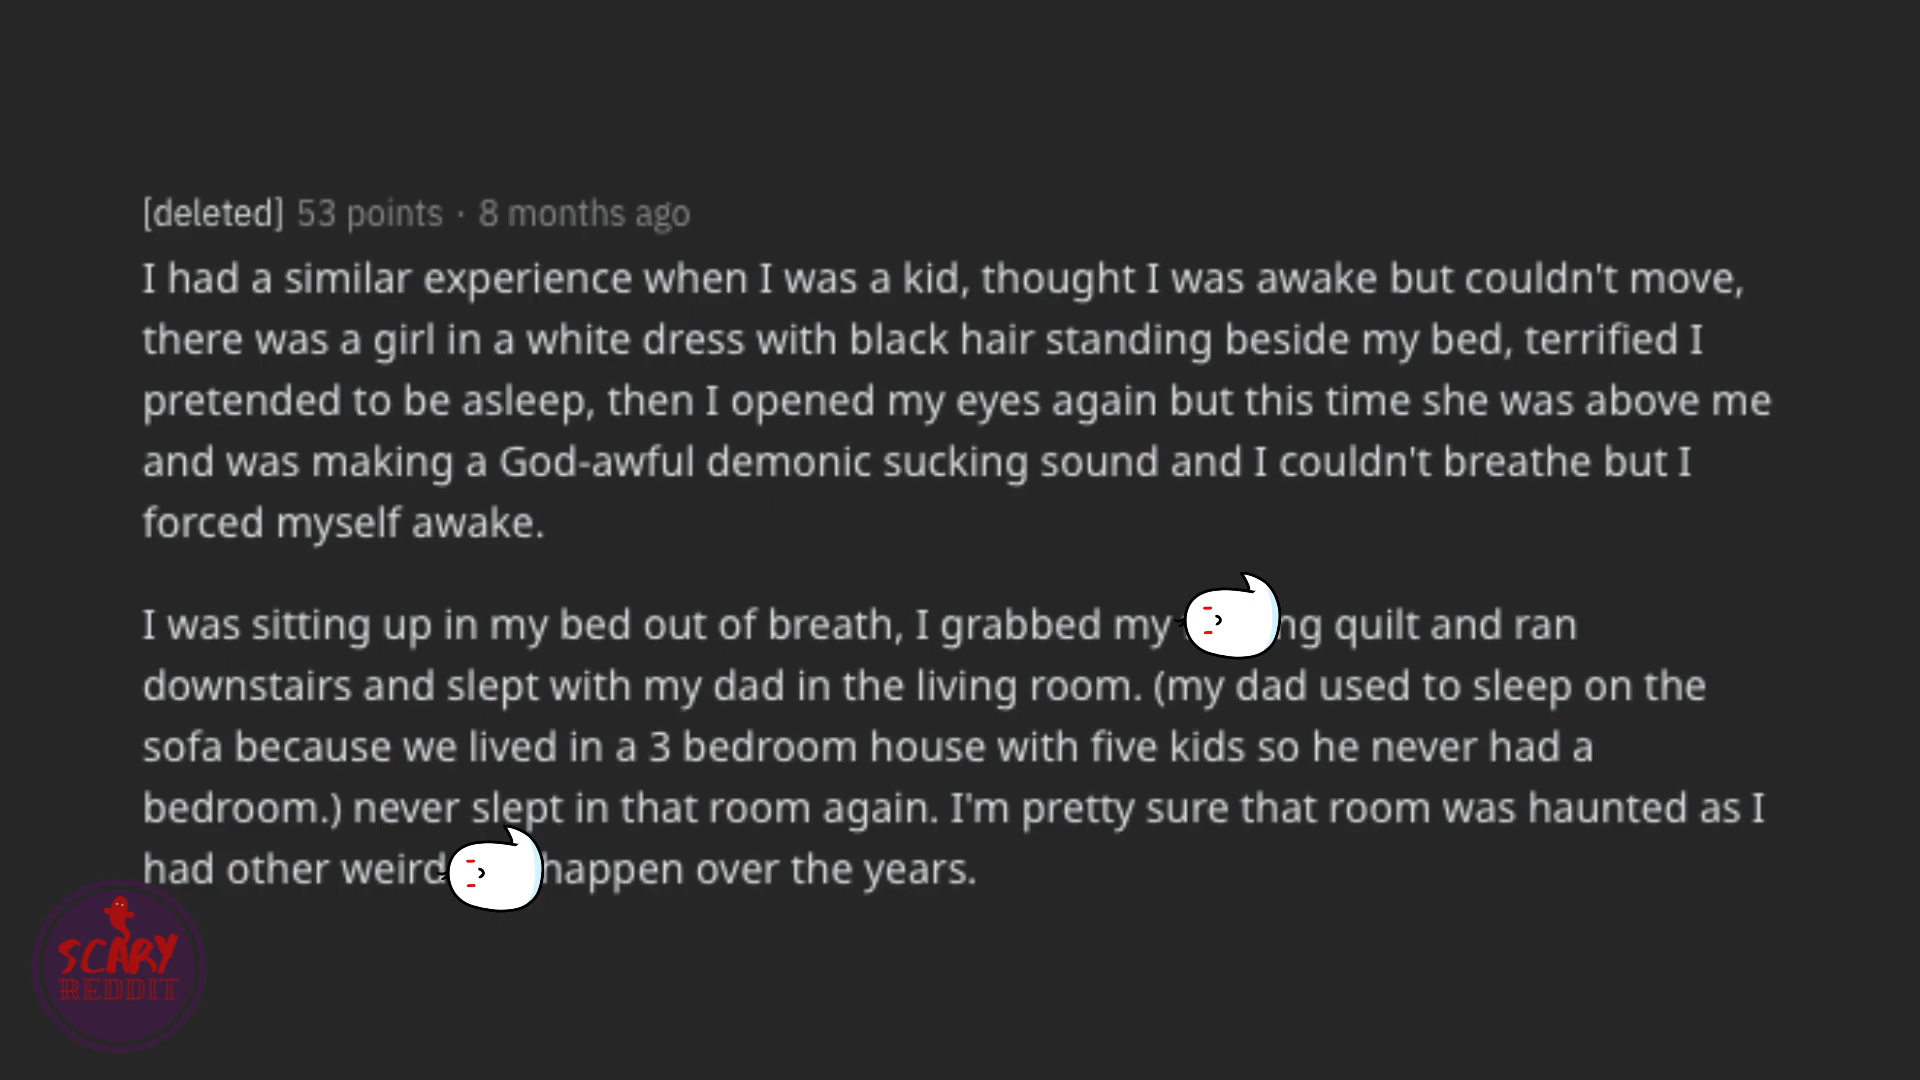 [deleted] 53 points · 8 months ago
I had a similar experience when I was a kid, thought I was awake but couldn't move,
there was a girl in a white dress with black hair standing beside my bed, terrified I
pretended to be asleep, then I opened my eyes again but this time she was above me
and was making a God-awful demonic sucking sound and I couldn't breathe but I
forced myself awake.
I was sitting up in my bed out of breath, I grabbed my quilt and ran
downstairs and slept with my dad in the living room. (my dad used to sleep on the
sofa because we lived in a 3 bedroom house with five kids so he never had a
bedroom.) never slept in that room again. I'm pretty sure that room was haunted as I
had other weird happen over the years.
SCARY
REDDIT